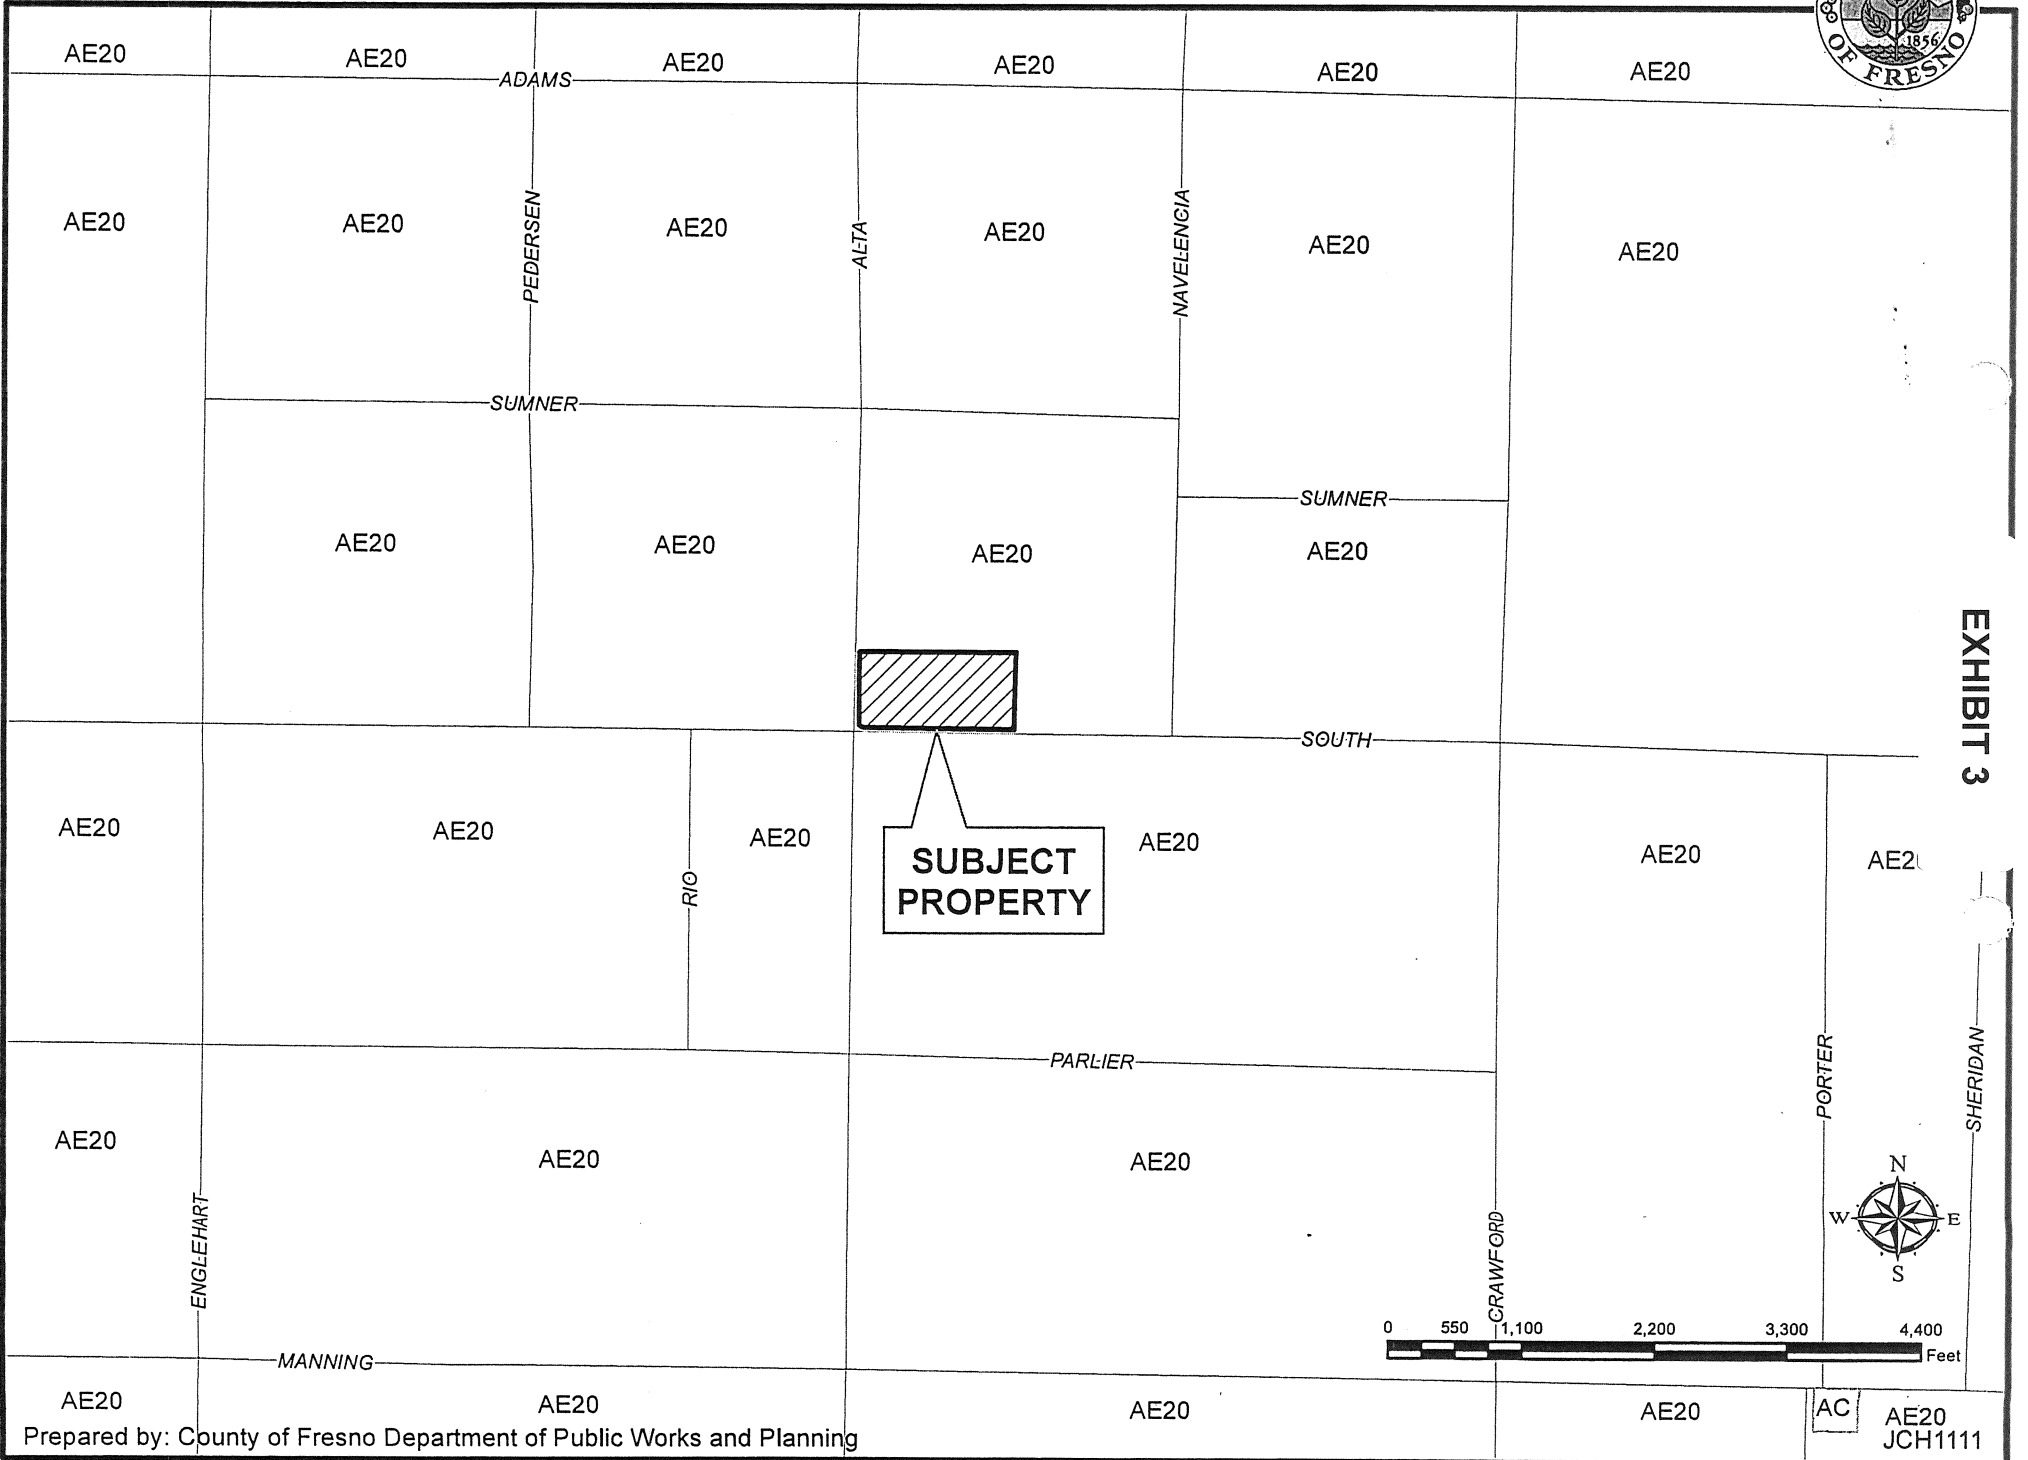 1856
OF FRESNO
AE20
AE20
AE20
AE20
AE20
AE20
ADAMS
AE20
AE20
AE20
AE20
AE20
AE20
PEDERSEN
ALTA
NAVELENCIA
SUMNER
SUMNER
AE20
AE20
AE20
AE20
EXHIBIT 3
SOUTH
AE20
AE20
AE20
AE20
AE20
AE2
SUBJECT
PROPERTY
RIO
PARLIER
PORTER
SHERIDAN
AE20
AE20
AE20
N
W
E
S
ENGLEHART
CRAWFORD
0 550 1,100 2,200 3,300 4,400
Feet
MANNING
AE20
AE20
AE20
AE20
AC
AE20
Prepared by: County of Fresno Department of Public Works and Planning
JCH1111